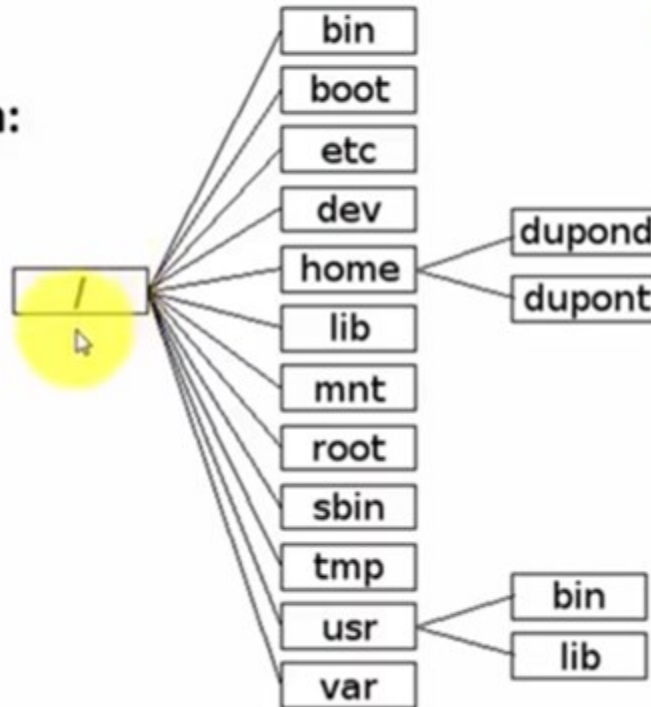 bin
boot
:
etc
dev
dupond
/
home
dupont
lib
mnt
root
sbin
tmp
bin
usr
lib
var